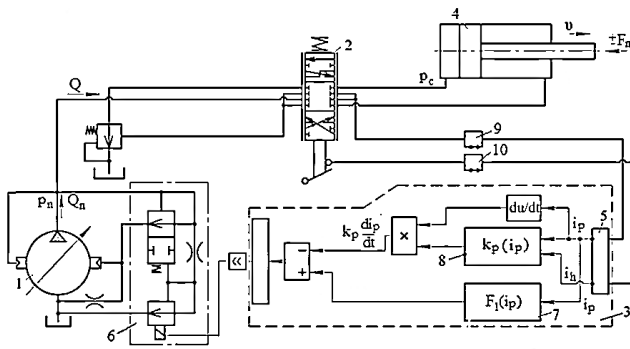 4
υ
±Fn
2
pc
Q
9
10
pn
Qn
1
6
kp dip/dt
du/dt
ip
5
×
kp(ip)
8
ih
−
+
F1(ip)
7
ip
3